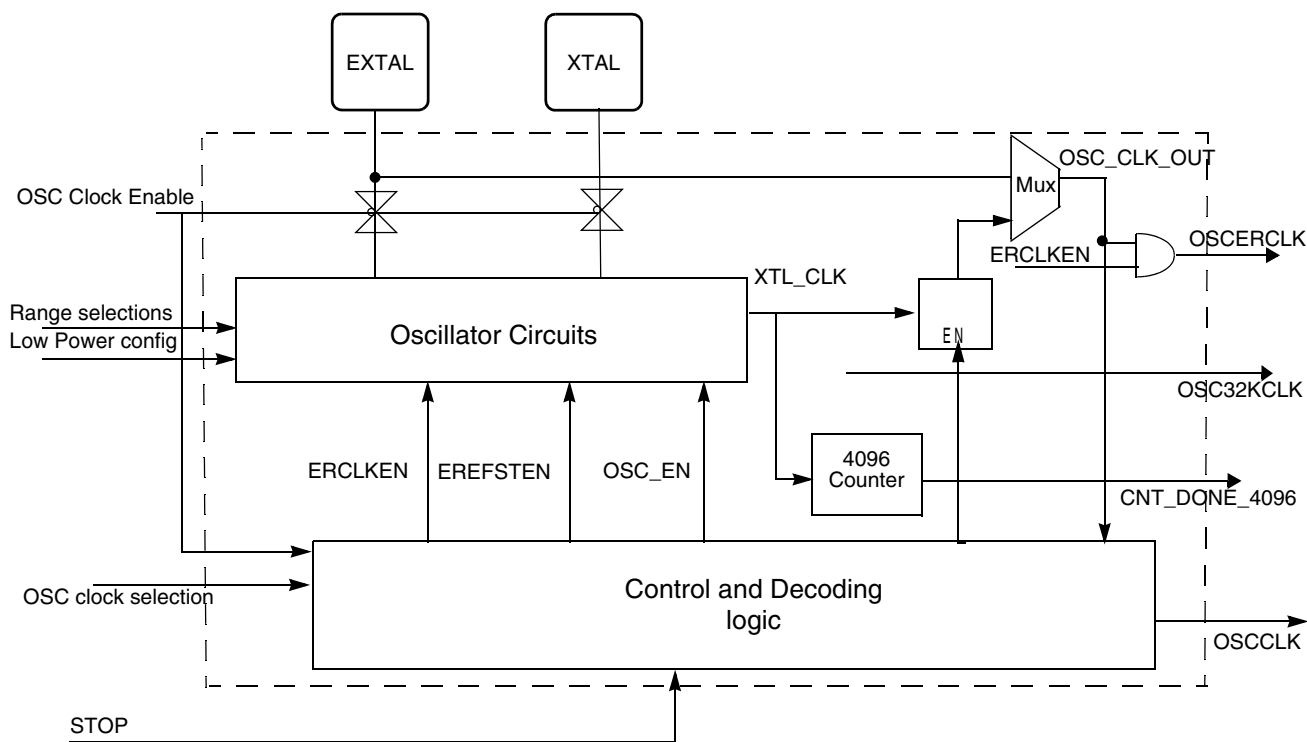 EXTAL
XTAL
OSC Clock Enable
Mux
OSC_CLK_OUT
ERCLKEN
OSCERCLK
XTL_CLK
Range selections
Low Power config
Oscillator Circuits
EN
OSC32KCLK
ERCLKEN
EREFSTEN
OSC_EN
4096
Counter
CNT_DONE_4096
OSC clock selection
Control and Decoding
logic
OSCCLK
STOP